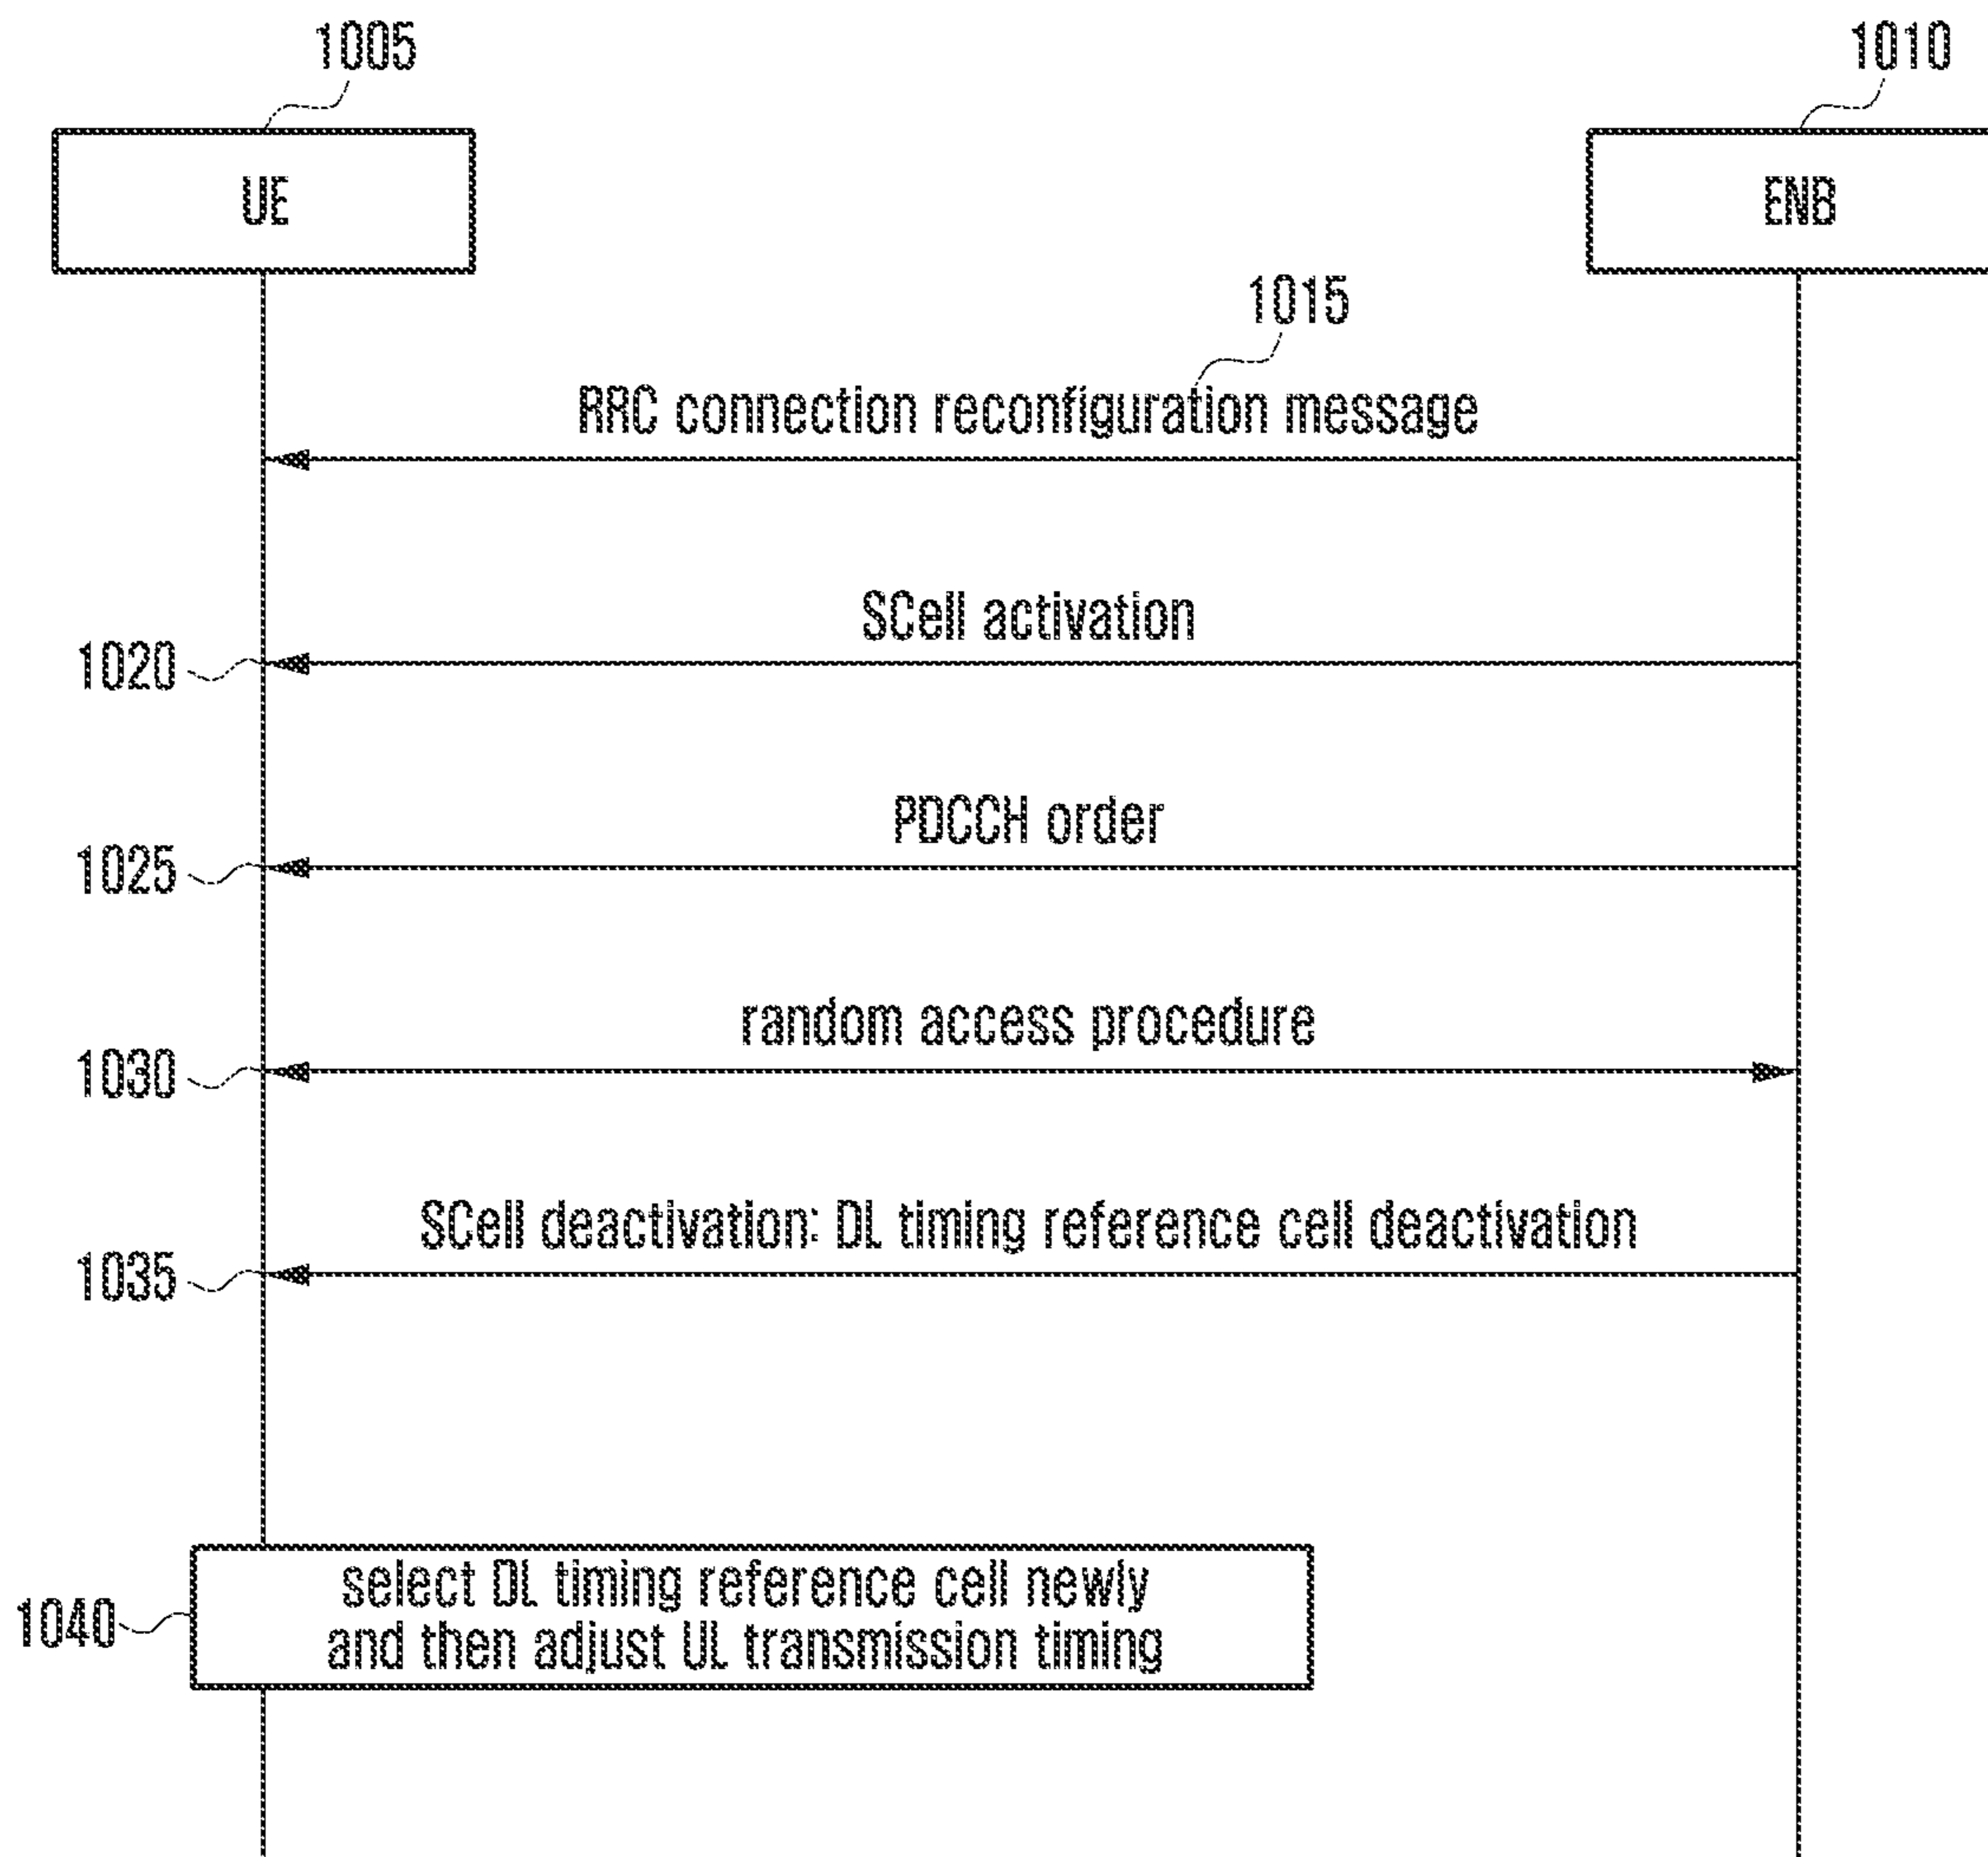 1005
1010
UE
ENB
1015
RRC connection reconfiguration message
SCell activation
1020
PDCCH order
1025
random access procedure
1030
SCell deactivation: DL timing reference cell deactivation
1035
select DL timing reference cell newly
and then adjust UL transmission timing
1040